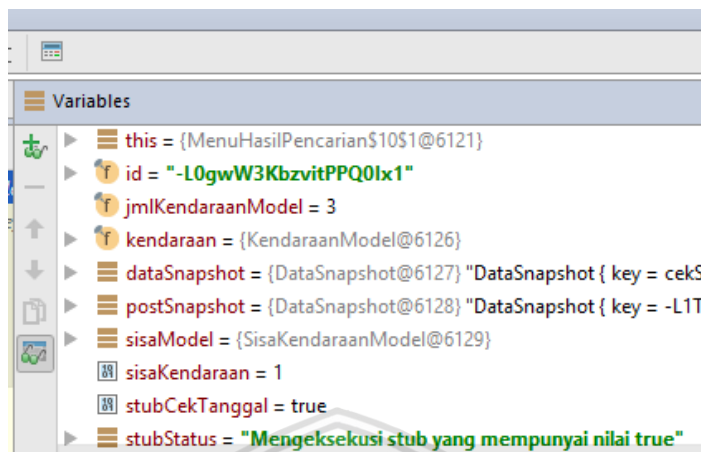 Variables
this = {MenuHasilPencarian$10$1@6121}
id = "-L0gwW3KbzvitPPQ0Ix1"
jmlKendaraanModel = 3
kendaraan = {KendaraanModel@6126}
dataSnapshot = {DataSnapshot@6127} "DataSnapshot { key = cekS
postSnapshot = {DataSnapshot@6128} "DataSnapshot { key = -L1T
sisaModel = {SisaKendaraanModel@6129}
sisaKendaraan = 1
stubCekTanggal = true
stubStatus = "Mengeksekusi stub yang mempunyai nilai true"